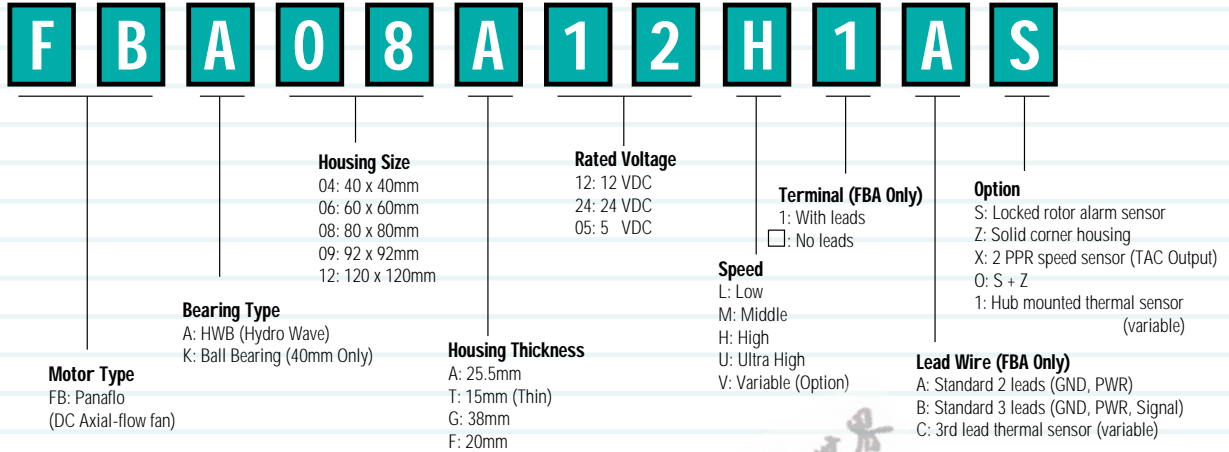 F B A 0 8 A 1 2 H 1 A S
Housing Size
04: 40 x 40mm
06: 60 x 60mm
08: 80 x 80mm
09: 92 x 92mm
12: 120 x 120mm
Rated Voltage
12: 12 VDC
24: 24 VDC
05: 5 VDC
Terminal (FBA Only)
1: With leads
□: No leads
Option
S: Locked rotor alarm sensor
Z: Solid corner housing
X: 2 PPR speed sensor (TAC Output)
O: S + Z
1: Hub mounted thermal sensor
(variable)
Speed
L: Low
M: Middle
H: High
U: Ultra High
V: Variable (Option)
Bearing Type
A: HWB (Hydro Wave)
K: Ball Bearing (40mm Only)
Housing Thickness
A: 25.5mm
T: 15mm (Thin)
G: 38mm
F: 20mm
Lead Wire (FBA Only)
A: Standard 2 leads (GND, PWR)
B: Standard 3 leads (GND, PWR, Signal)
C: 3rd lead thermal sensor (variable)
Motor Type
FB: Panaflo
(DC Axial-flow fan)